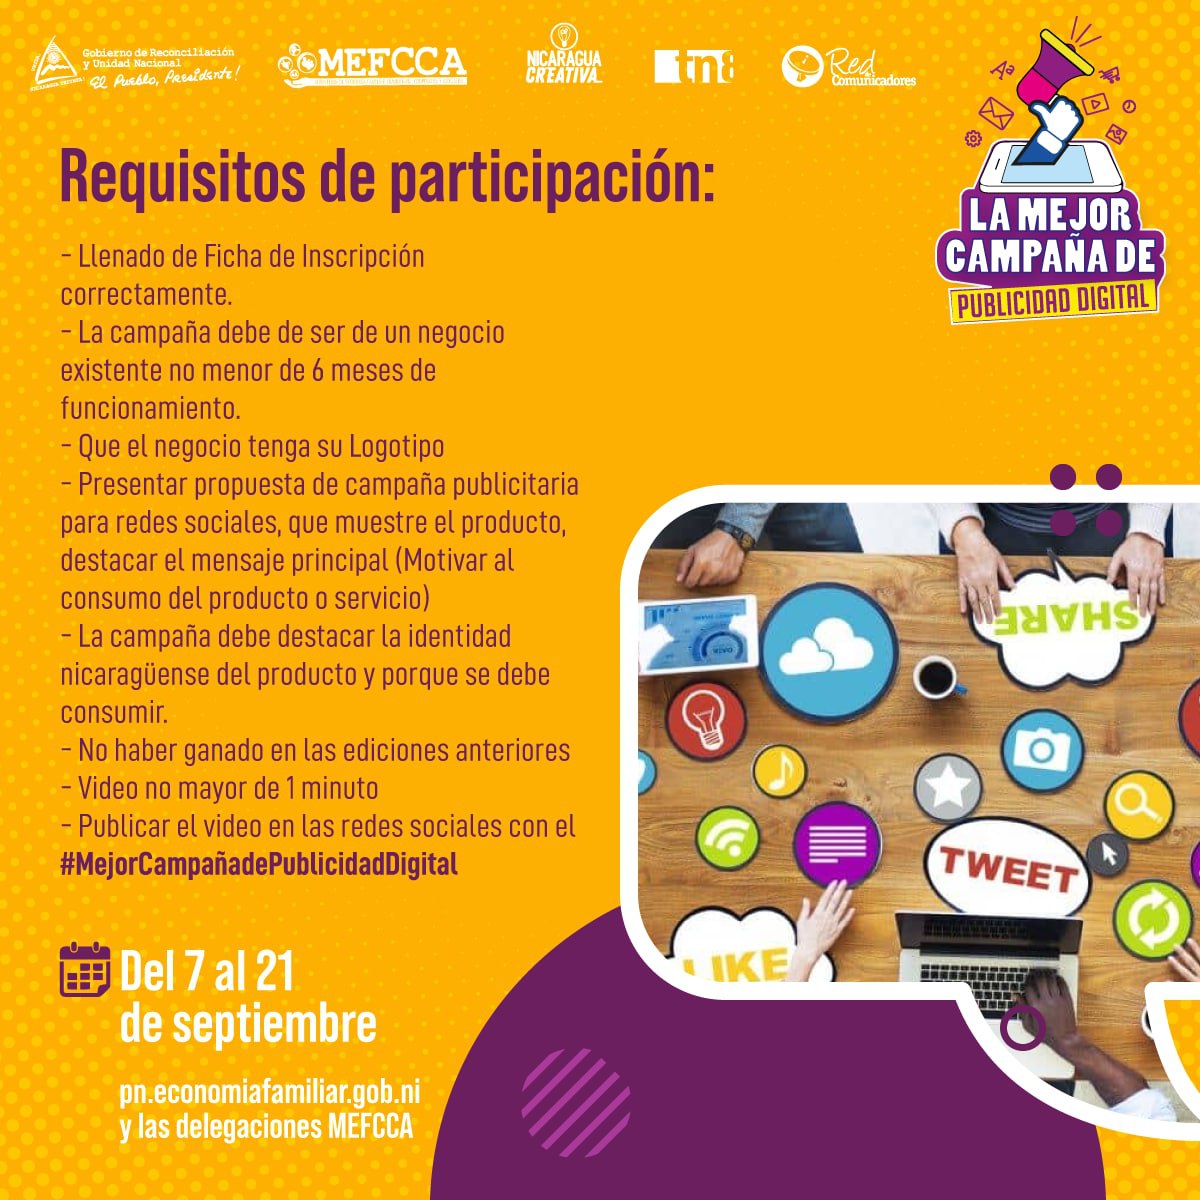 Gobierno de Reconciliación
y Unidad Nacional
El Pueblo, Presidente!
MEFCCA
NICARAGUA
CREATIVA
tn8
Red
Comunicadores
Aa
LA MEJOR
CAMPAÑA DE
PUBLICIDAD DIGITAL
Requisitos de participación:
- Llenado de Ficha de Inscripción
correctamente.
- La campaña debe de ser de un negocio
existente no menor de 6 meses de
funcionamiento.
- Que el negocio tenga su Logotipo
- Presentar propuesta de campaña publicitaria
para redes sociales, que muestre el producto,
destacar el mensaje principal (Motivar al
consumo del producto o servicio)
- La campaña debe destacar la identidad
nicaragüense del producto y porque se debe
consumir.
- No haber ganado en las ediciones anteriores
- Video no mayor de 1 minuto
- Publicar el video en las redes sociales con el
#MejorCampañadePublicidadDigital
SHARE
DATA
TWEET
LIKE
Del 7 al 21
de septiembre
pn.economiafamiliar.gob.ni
y las delegaciones MEFCCA